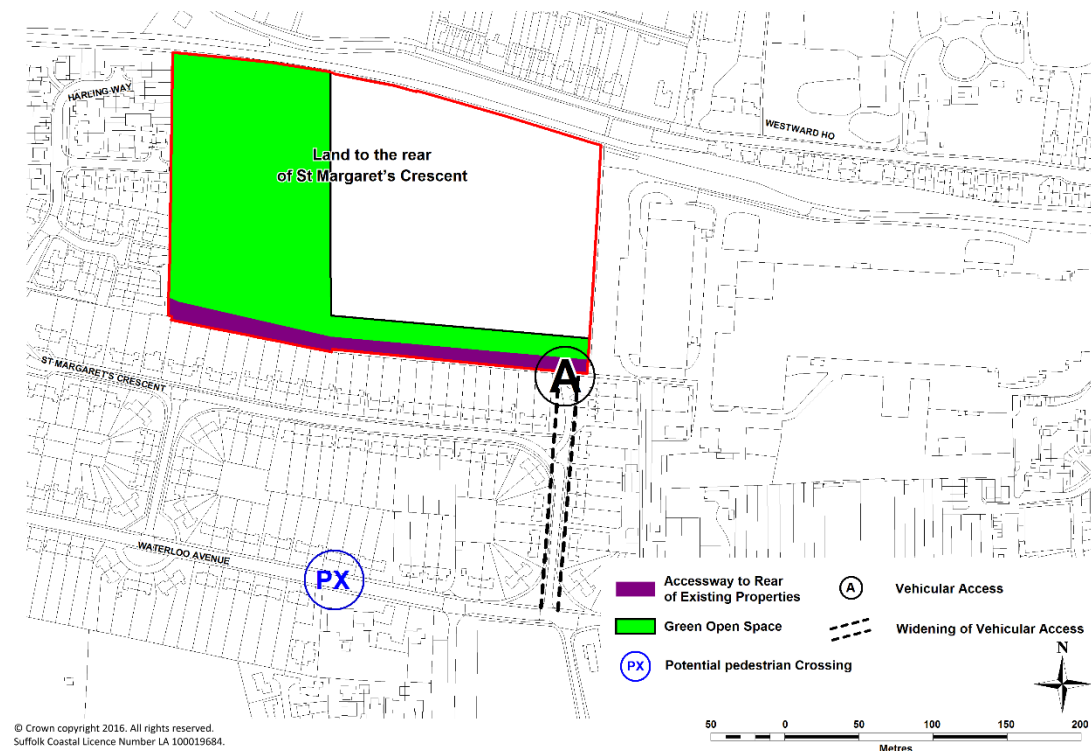 HARLING WAY
WESTWARD HO
Land to the rear
of St Margaret's Crescent
ST MARGARET'S CRESCENT
A
WATERLOO AVENUE
PX
Accessway to Rear
of Existing Properties
A
Vehicular Access
Green Open Space
Widening of Vehicular Access
PX
Potential pedestrian Crossing
N
50 0 50 100 150 200
Metres
© Crown copyright 2016. All rights reserved.
Suffolk Coastal Licence Number LA 100019684.